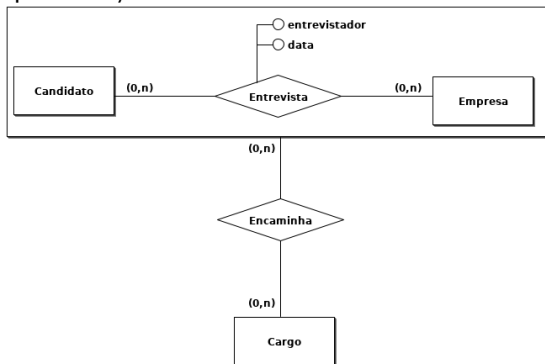 entrevistador
data
Candidato
(0,n)
Entrevista
(0,n)
Empresa
(0,n)
Encaminha
(0,n)
Cargo